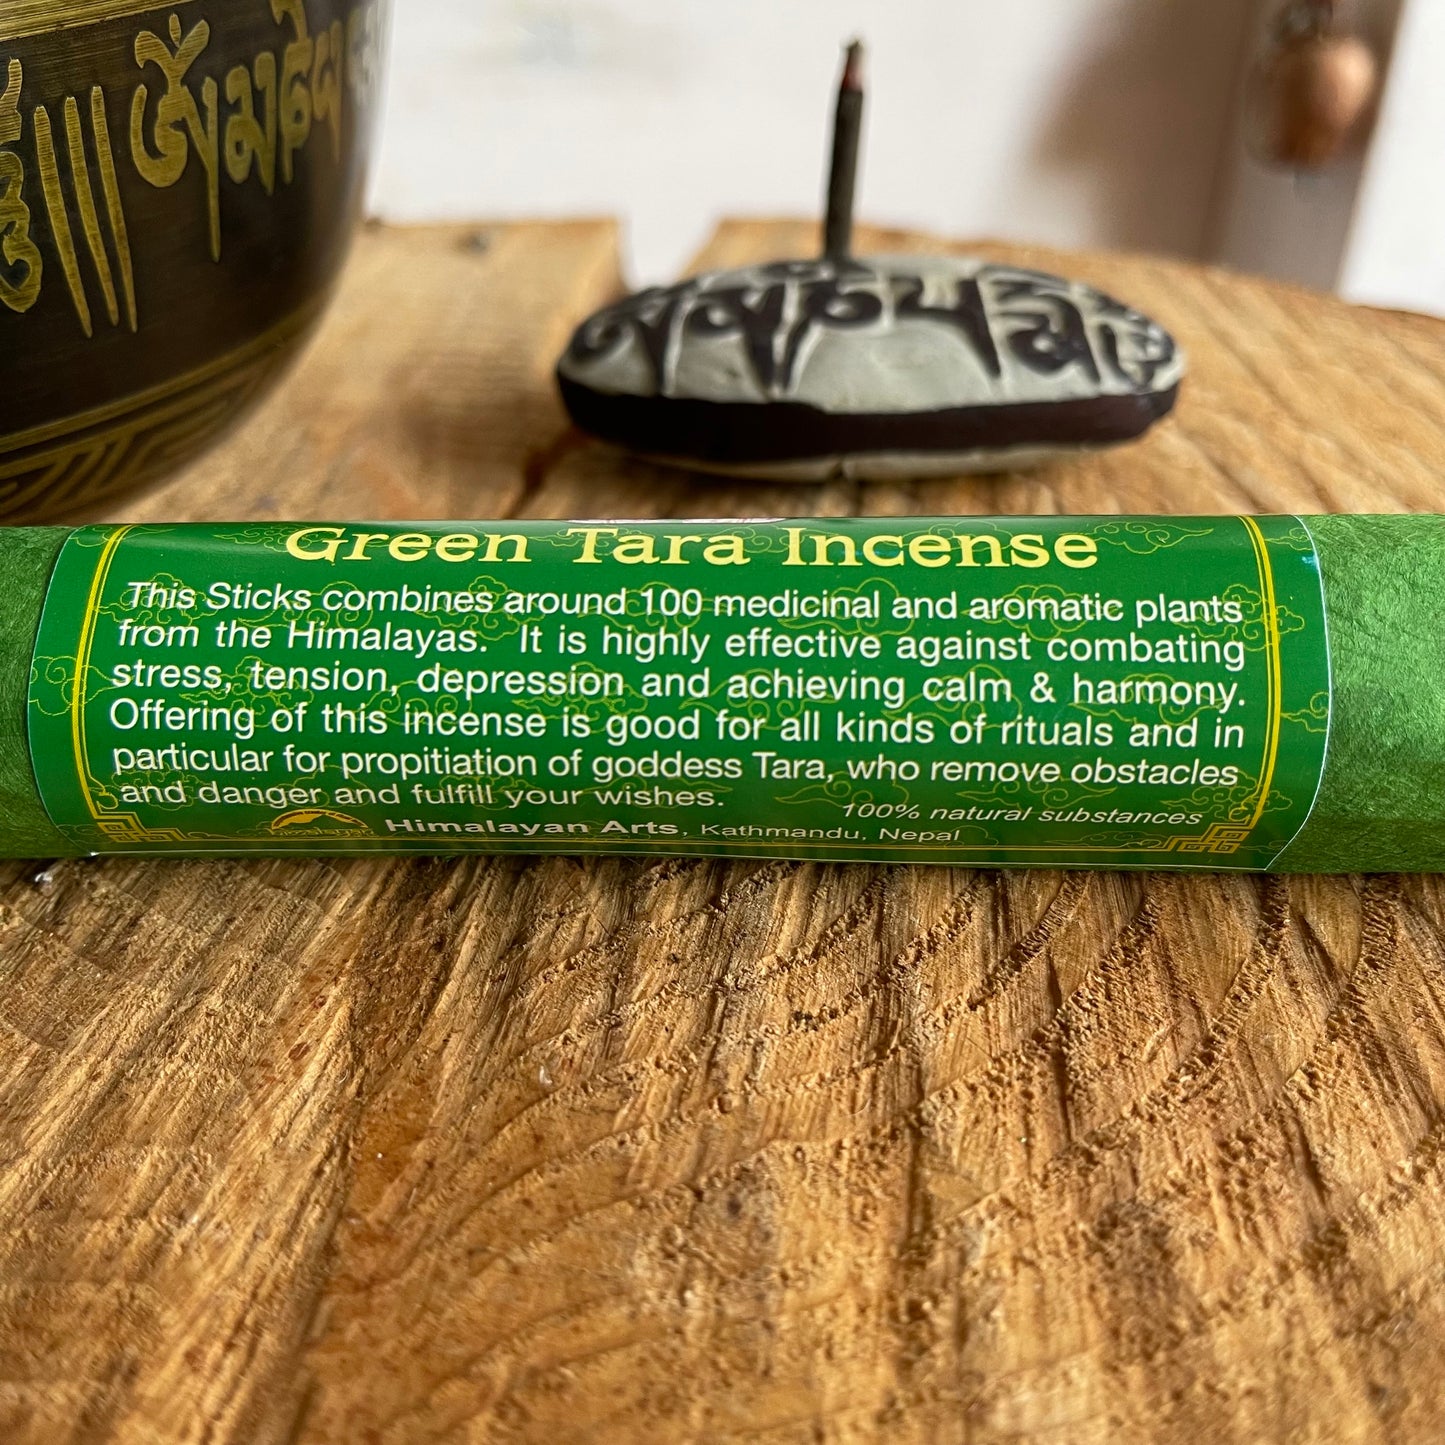 Green Tara Incense
This Sticks combines around 100 medicinal and aromatic plants
from the Himalayas. It is highly effective against combating
stress, tension, depression and achieving calm & harmony.
Offering of this incense is good for all kinds of rituals and in
particular for propitiation of goddess Tara, who remove obstacles
and danger and fulfill your wishes.
100% natural substances
Himalayan Arts, Kathmandu, Nepal